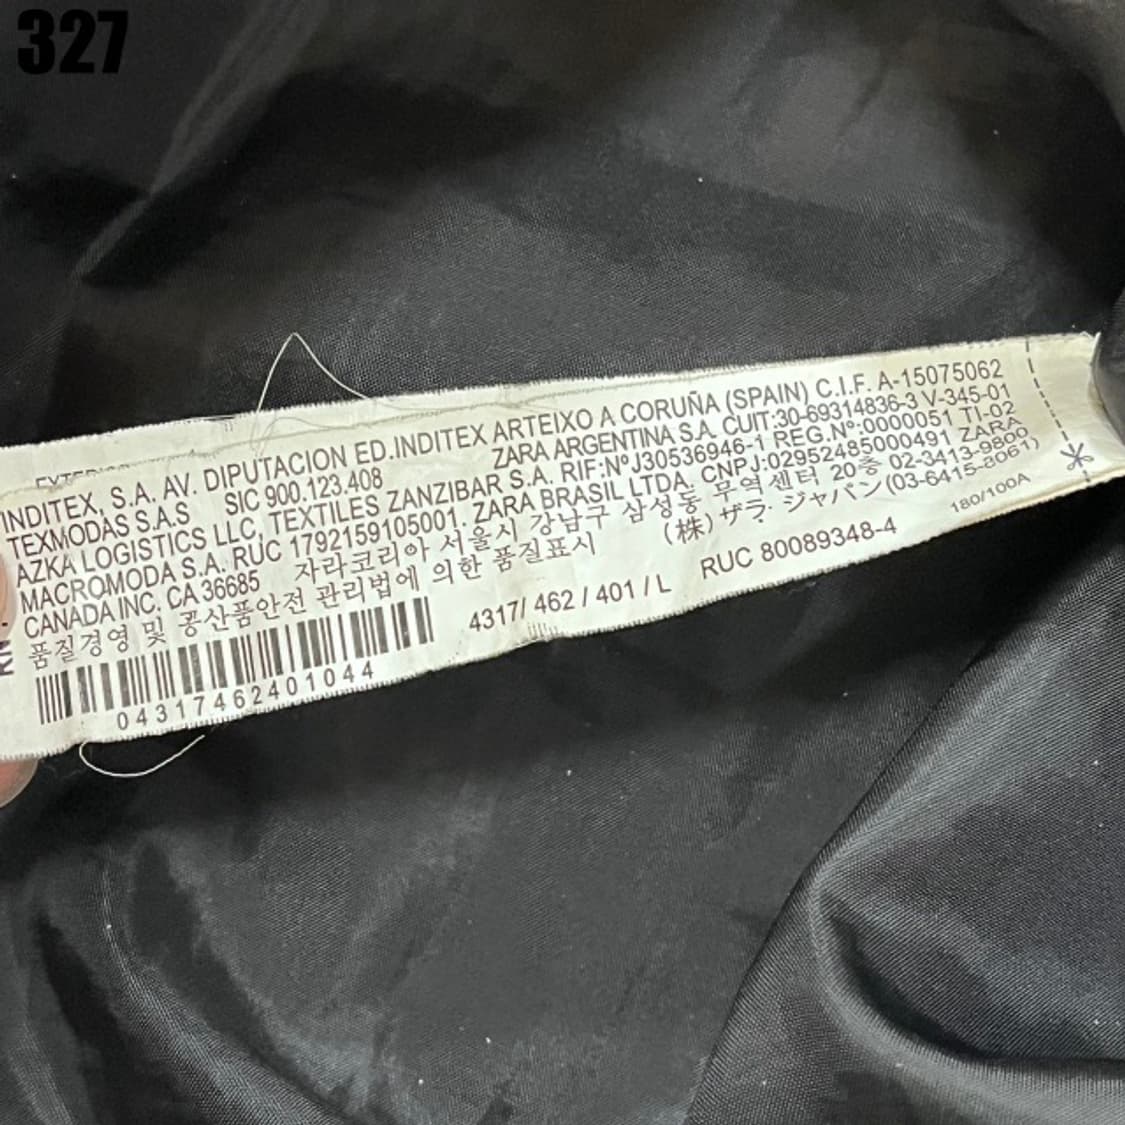 327
INDITEX, S.A. AV. DIPUTACION ED.INDITEX ARTEIXO A CORUÑA (SPAIN) C.I.F. A-15075062
TEXMODAS S.A.S SIC 900.123.408 ZARA ARGENTINA S.A. CUIT:30-69314836-3 V-345-01
AZKA LOGISTICS LLC, TEXTILES ZANZIBAR S.A. RIF:NºJ30536946-1 REG.Nº:0000051 TI-02
MACROMODA S.A. RUC 1792159105001. ZARA BRASIL LTDA. CNPJ:02952485000491 ZARA
CANADA INC. CA 36685 자라코리아 서울시 강남구 삼성동 무역센터 20층 02-3413-9800
품질경영 및 공산품안전 관리법에 의한 품질표시 (株) ザラ・ジャパン(03-6415-8061)
04317462401044
4317/ 462 / 401 / L
RUC 80089348-4
180/100A